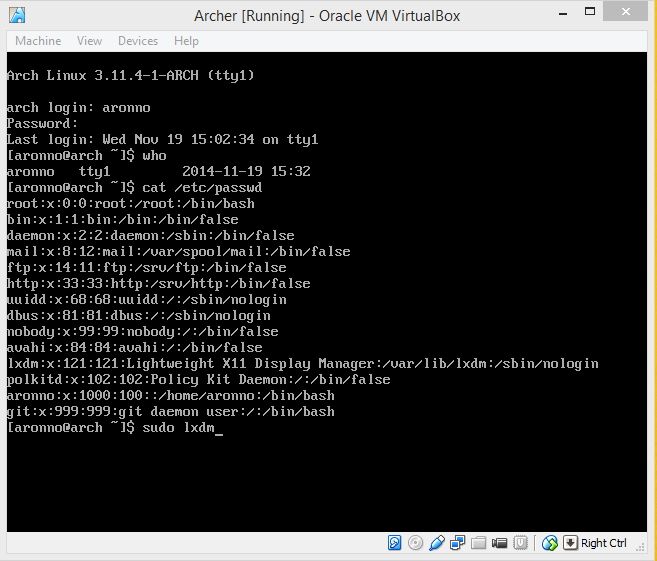 Archer [Running] - Oracle VM VirtualBox
Machine View Devices Help
Arch Linux 3.11.4-1-ARCH (tty1)
arch login: aronno
Password:
Last login: Wed Nov 19 15:02:34 on tty1
[aronno@arch ~]$ who
aronno   tty1         2014-11-19 15:32
[aronno@arch ~]$ cat /etc/passwd
root:x:0:0:root:/root:/bin/bash
bin:x:1:1:bin:/bin:/bin/false
daemon:x:2:2:daemon:/sbin:/bin/false
mail:x:8:12:mail:/var/spool/mail:/bin/false
ftp:x:14:11:ftp:/srv/ftp:/bin/false
http:x:33:33:http:/srv/http:/bin/false
uuidd:x:68:68:uuidd:/:/sbin/nologin
dbus:x:81:81:dbus:/:/sbin/nologin
nobody:x:99:99:nobody:/:/bin/false
avahi:x:84:84:avahi:/:/bin/false
lxdm:x:121:121:Lightweight X11 Display Manager:/var/lib/lxdm:/sbin/nologin
polkitd:x:102:102:Policy Kit Daemon:/:/bin/false
aronno:x:1000:100::/home/aronno:/bin/bash
git:x:999:999:git daemon user:/:/bin/bash
[aronno@arch ~]$ sudo lxdm_
Right Ctrl